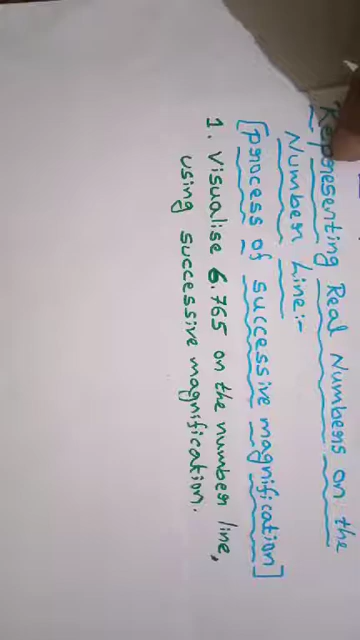 Representing Real Numbers on the
Number Line:-
[process of successive magnification]
1. Visualise 6.765 on the number line,
using successive magnification.